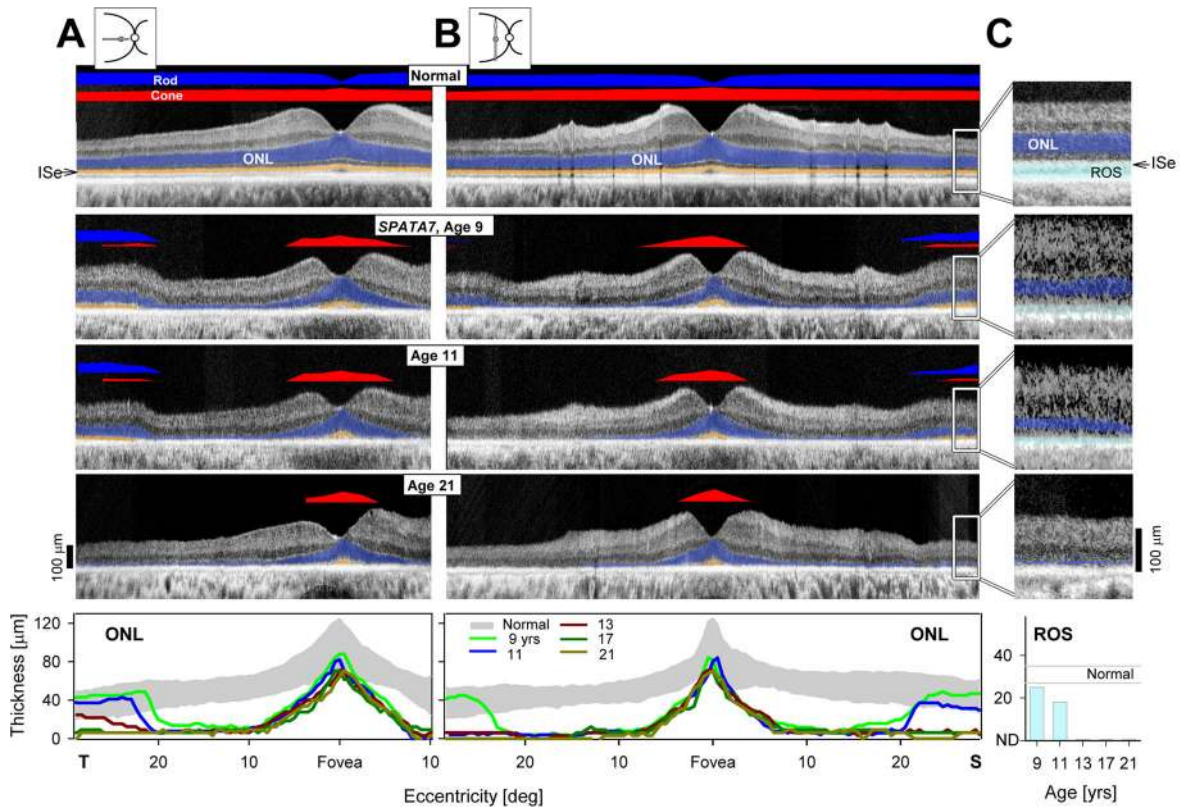 A
B
C
Normal
Rod
Cone
ONL
ONL
ISe
ONL
ROS
ISe
SPATA7, Age 9
Age 11
Age 21
100 µm
100 µm
ONL
Normal
9 yrs
11
13
17
21
ONL
ROS
Normal
Thickness [µm]
120
80
40
0
40
20
ND
T
20
10
Fovea
10
10
Fovea
10
20
S
9
11
13
17
21
Eccentricity [deg]
Age [yrs]